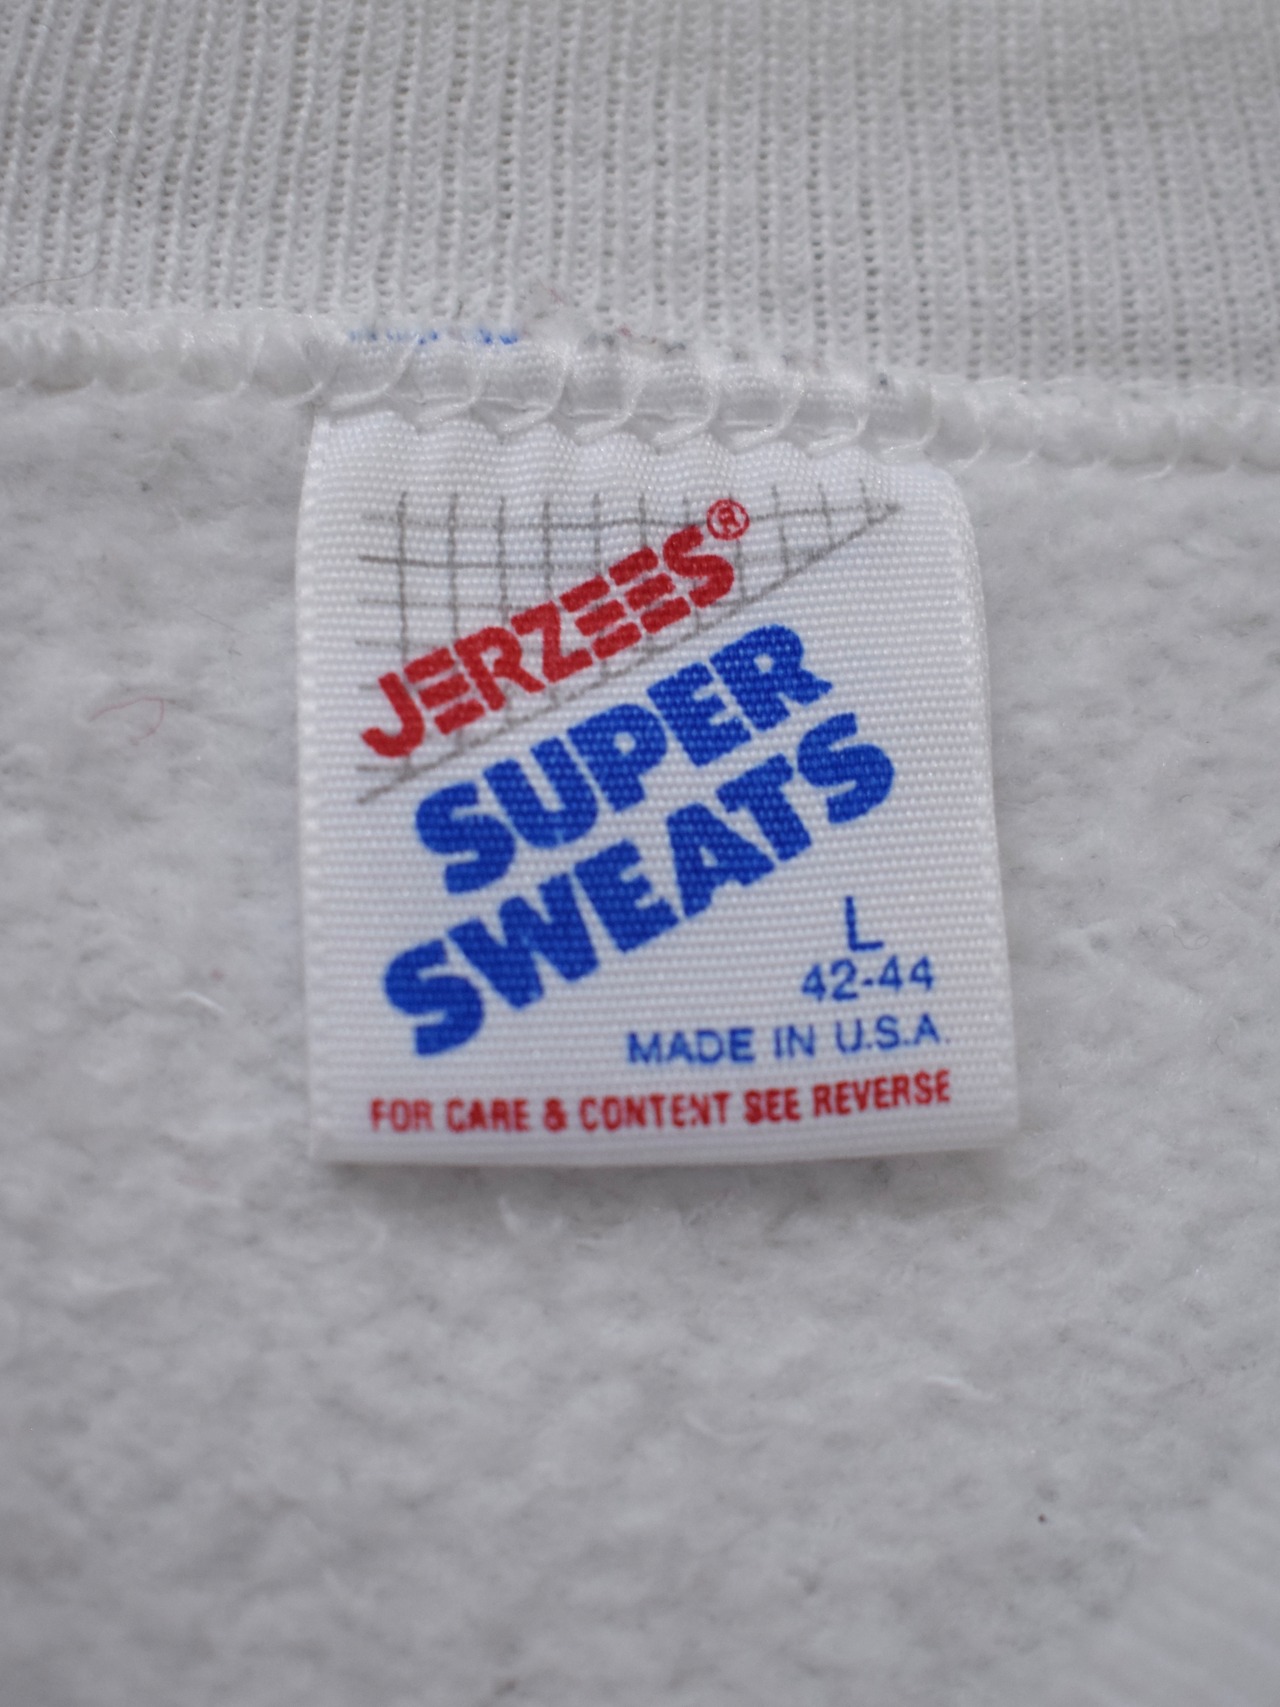 JERZEES®
SUPER
SWEATS
L
42-44
MADE IN U.S.A.
FOR CARE & CONTENT SEE REVERSE